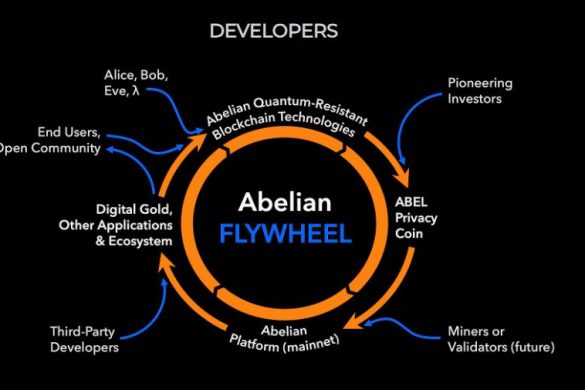 DEVELOPERS
Alice, Bob,
Eve, λ
Pioneering
Investors
Abelian Quantum-Resistant
Blockchain Technologies
End Users,
Open Community
Abelian
FLYWHEEL
ABEL
Privacy
Coin
Digital Gold,
Other Applications
& Ecosystem
Third-Party
Developers
Abelian
Platform (mainnet)
Miners or
Validators (future)